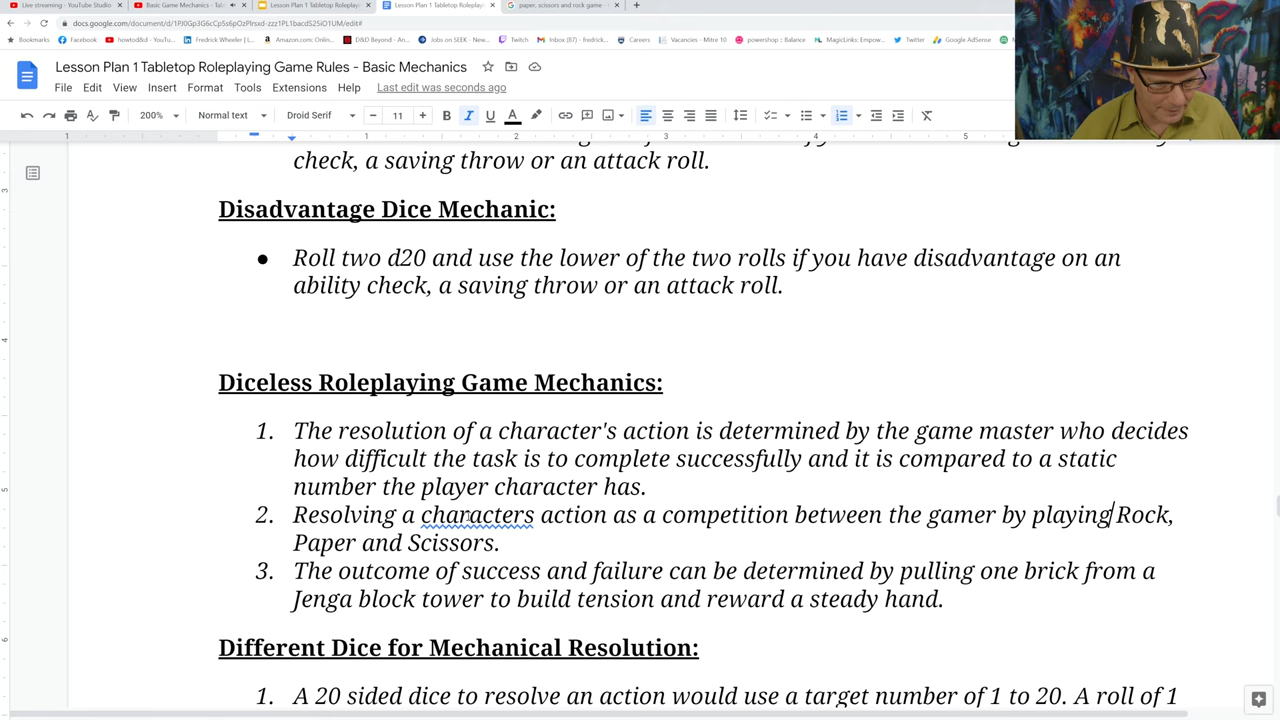 Live streaming - YouTube Studio
Basic Game Mechanics - Tal
Lesson Plan 1 Tabletop Roleplay
Lesson Plan 1 Tabletop Roleplay
paper, scissors and rock game -
docs.google.com/document/d/
Bookmarks Facebook howtod&d - YouTu... Fredrick Wheeler | L... Amazon.com: Onlin... D&D Beyond - An... Jobs on SEEK - New... Twitch Inbox (87) - fredrick... Careers Vacancies - Mitre 10 powershop :: Balance MagicLinks: Empow... Twitter Google AdSense
Lesson Plan 1 Tabletop Roleplaying Game Rules - Basic Mechanics
File Edit View Insert Format Tools Extensions Help Last edit was seconds ago
200% Normal text Droid Serif 11
1 1 2 3 4 5
check, a saving throw or an attack roll.
Disadvantage Dice Mechanic:
● Roll two d20 and use the lower of the two rolls if you have disadvantage on an
ability check, a saving throw or an attack roll.
Diceless Roleplaying Game Mechanics:
1. The resolution of a character's action is determined by the game master who decides
how difficult the task is to complete successfully and it is compared to a static
number the player character has.
2. Resolving a characters action as a competition between the gamer by playing Rock,
Paper and Scissors.
3. The outcome of success and failure can be determined by pulling one brick from a
Jenga block tower to build tension and reward a steady hand.
Different Dice for Mechanical Resolution:
1. A 20 sided dice to resolve an action would use a target number of 1 to 20. A roll of 1